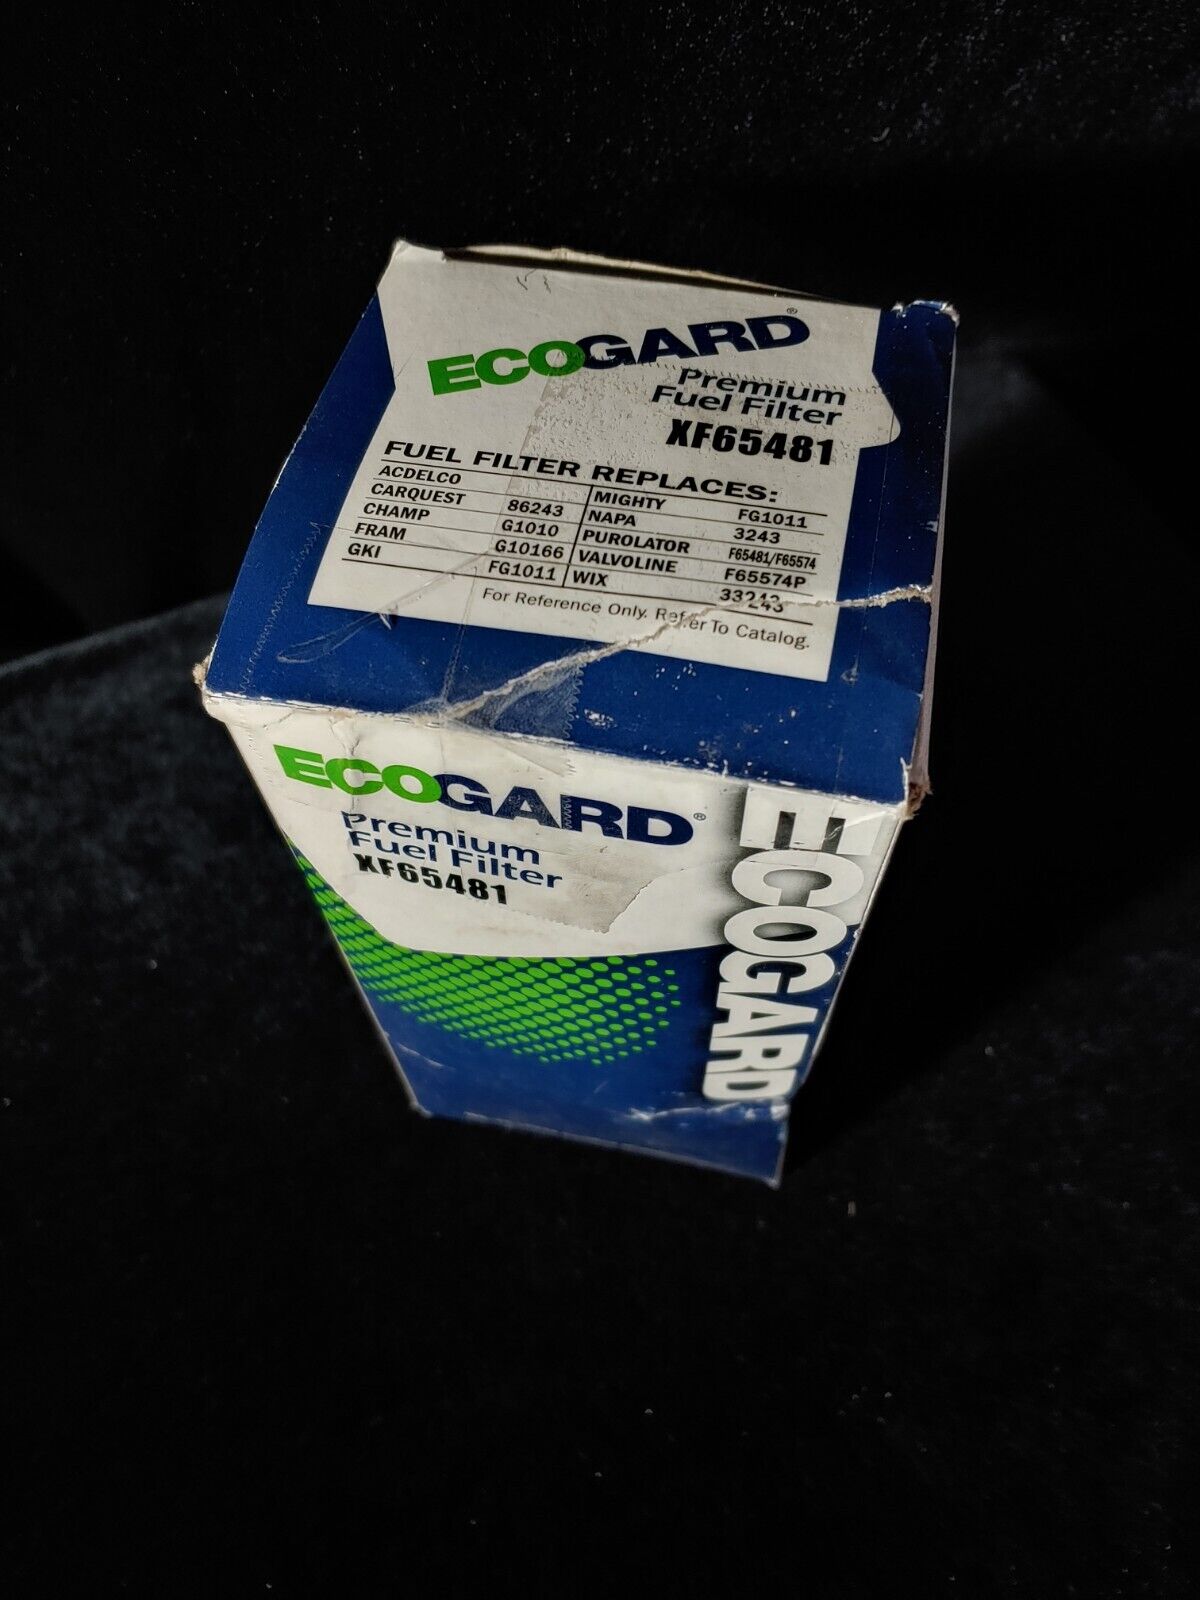 ECOGARD®
Premium
Fuel Filter
XF65481
FUEL FILTER REPLACES:
ACDELCO MIGHTY FG1011
CARQUEST 86243 NAPA 3243
CHAMP G1010 PUROLATOR F65481/F65574
FRAM G10166 VALVOLINE F65574P
GKI FG1011 WIX 33243
For Reference Only. Refer To Catalog.
ECOGARD®
Premium
Fuel Filter
XF65481
ECOGARD